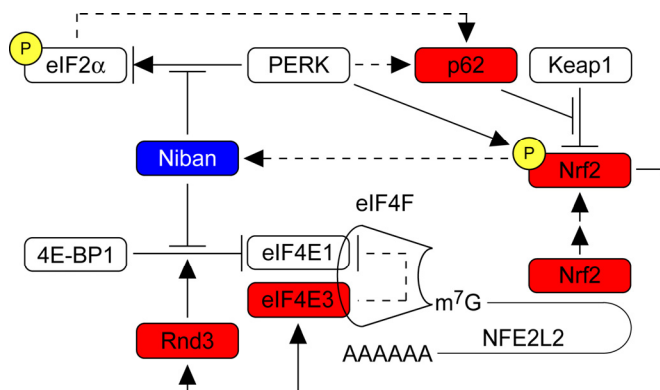 P
eIF2α
PERK
p62
Keap1
Niban
P
Nrf2
eIF4F
4E-BP1
eIF4E1
eIF4E3
Nrf2
m⁷G
NFE2L2
Rnd3
AAAAAA